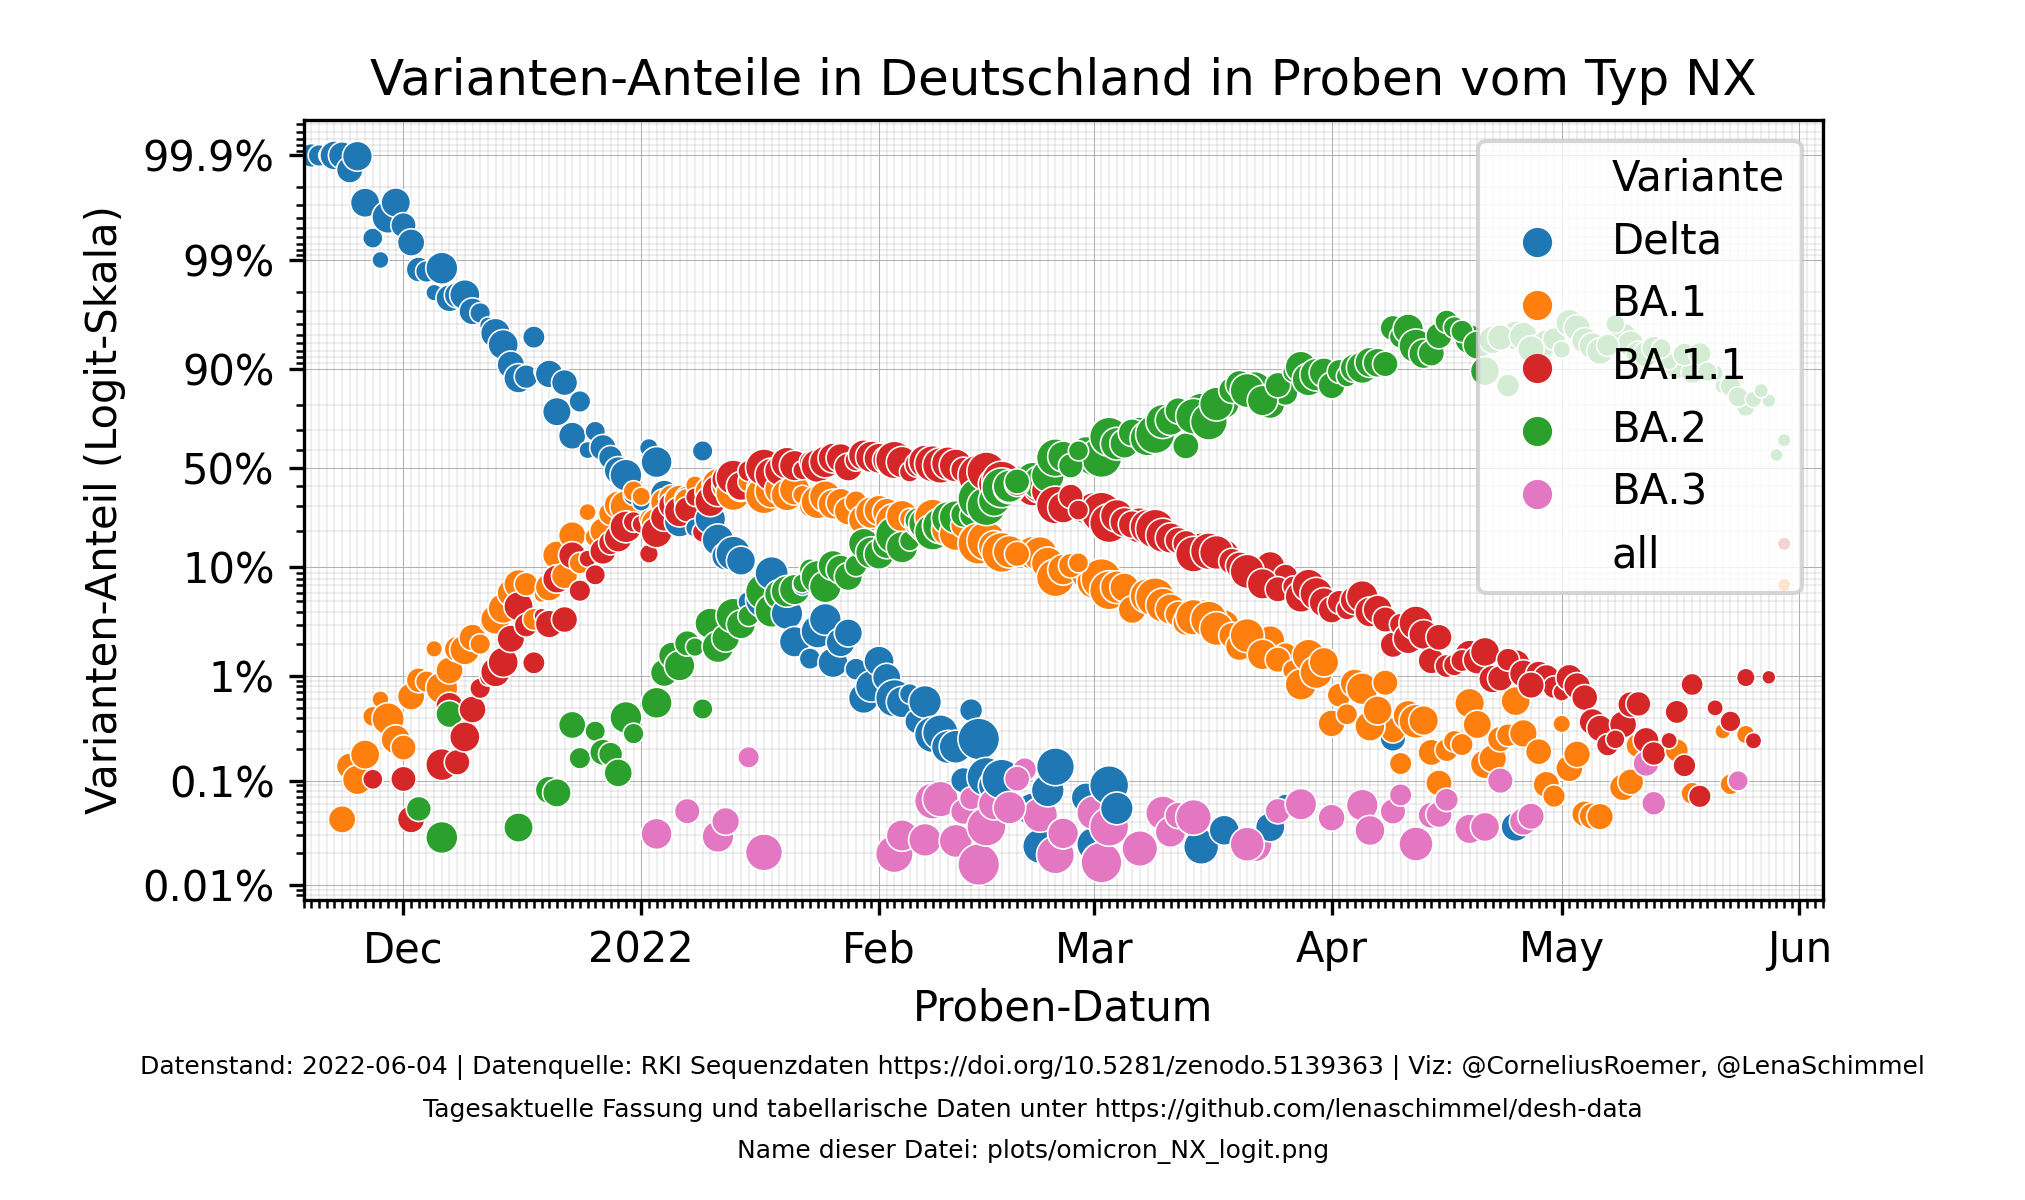 Varianten-Anteile in Deutschland in Proben vom Typ NX
Varianten-Anteil (Logit-Skala)
99.9%
99%
90%
50%
10%
1%
0.1%
0.01%
Variante
Delta
BA.1
BA.1.1
BA.2
BA.3
all
Dec
2022
Feb
Mar
Apr
May
Jun
Proben-Datum
Datenstand: 2022-06-04 | Datenquelle: RKI Sequenzdaten https://doi.org/10.5281/zenodo.5139363 | Viz: @CorneliusRoemer, @LenaSchimmel
Tagesaktuelle Fassung und tabellarische Daten unter https://github.com/lenaschimmel/desh-data
Name dieser Datei: plots/omicron_NX_logit.png